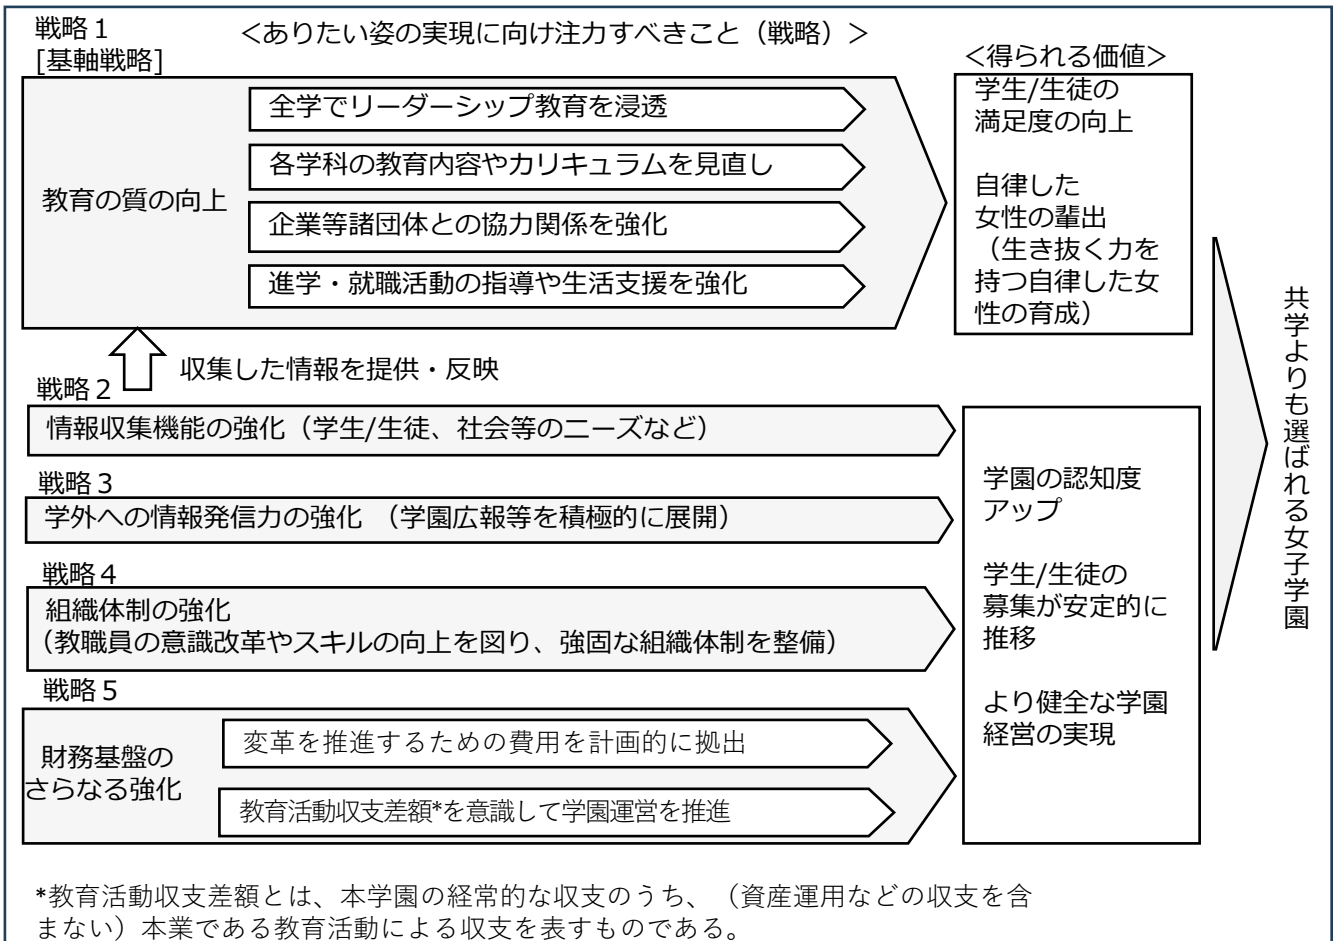 戦略１
[基軸戦略]
＜ありたい姿の実現に向け注力すべきこと（戦略）＞
＜得られる価値＞
教育の質の向上
全学でリーダーシップ教育を浸透
各学科の教育内容やカリキュラムを見直し
企業等諸団体との協力関係を強化
進学・就職活動の指導や生活支援を強化
学生/生徒の
満足度の向上
自律した
女性の輩出
（生き抜く力を
持つ自律した女
性の育成）
収集した情報を提供・反映
戦略２
情報収集機能の強化（学生/生徒、社会等のニーズなど）
戦略３
学外への情報発信力の強化　（学園広報等を積極的に展開）
戦略４
組織体制の強化
（教職員の意識改革やスキルの向上を図り、強固な組織体制を整備）
戦略５
財務基盤の
さらなる強化
変革を推進するための費用を計画的に拠出
教育活動収支差額*を意識して学園運営を推進
学園の認知度
アップ
学生/生徒の
募集が安定的に
推移
より健全な学園
経営の実現
共学よりも選ばれる女子学園
*教育活動収支差額とは、本学園の経常的な収支のうち、（資産運用などの収支を含
まない）本業である教育活動による収支を表すものである。